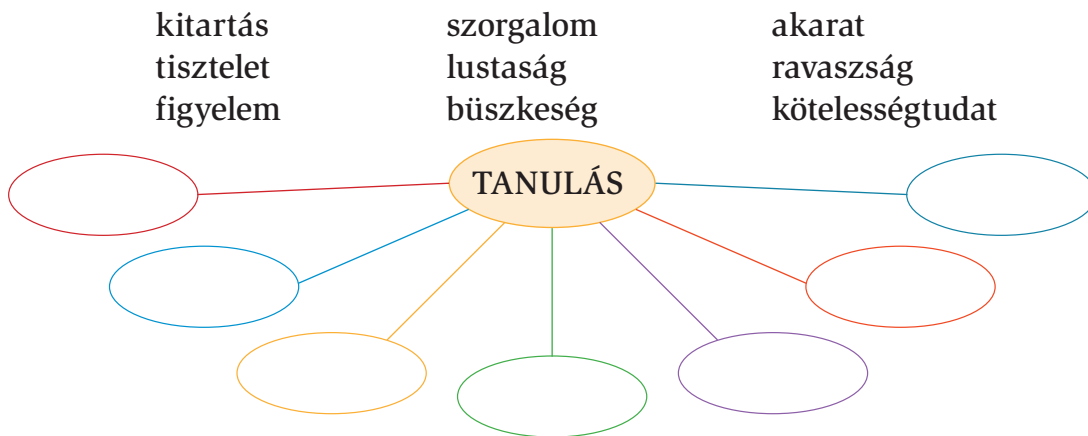 kitartás szorgalom akarat
tisztelet lustaság ravaszság
figyelem büszkeség kötelességtudat
TANULÁS